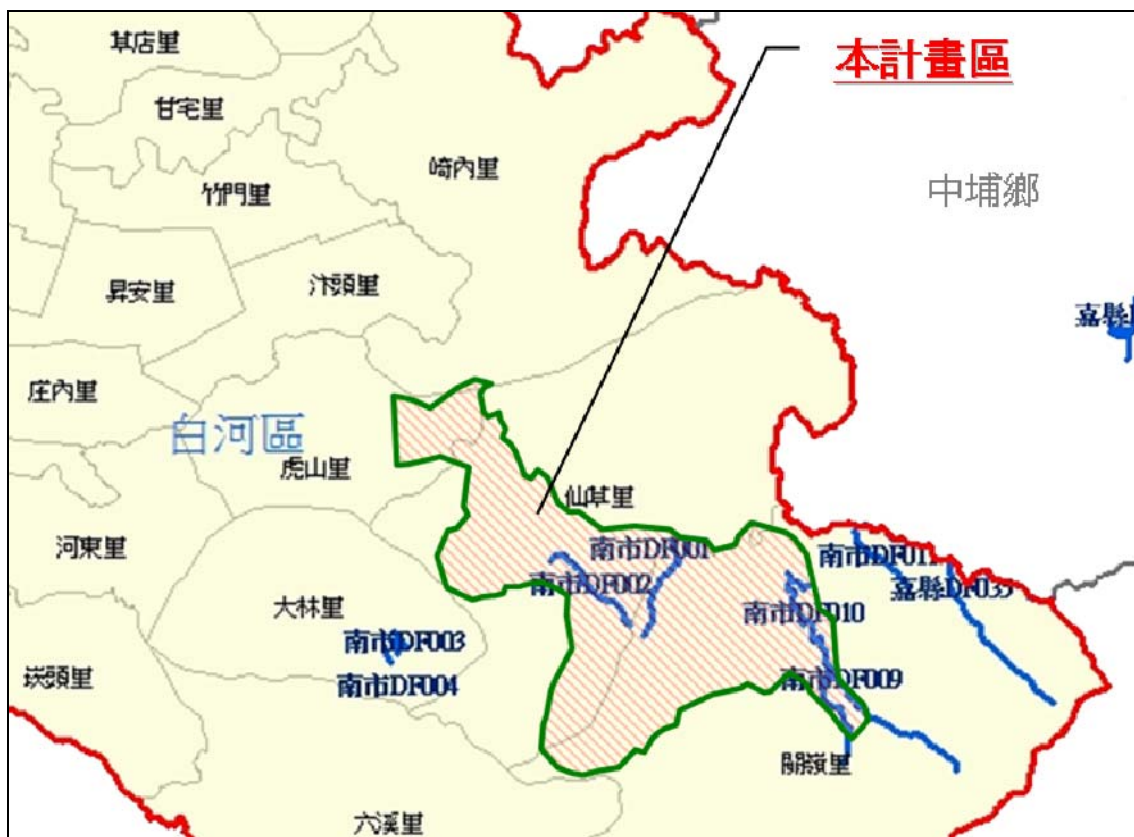 草店里
本計畫區
甘宅里
崎內里
竹門里
中埔鄉
昇安里
汴頭里
嘉縣
庄內里
白河區
虎山里
仙草里
河東里
南市DF001
南市DF011
南市DF002
嘉縣DF035
大林里
南市DF010
南市DF003
崁頭里
南市DF004
南市DF009
關嶺里
六溪里